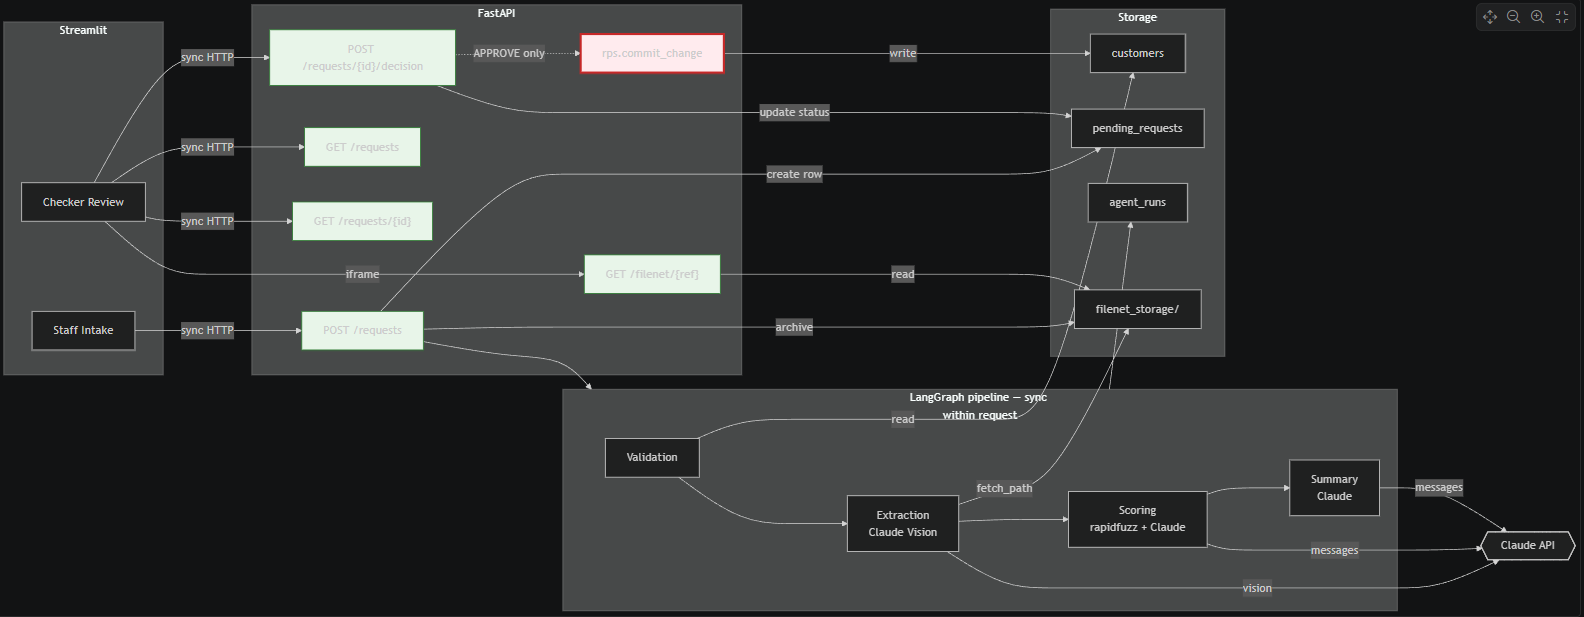 Streamlit
FastAPI
Storage
POST
/requests/[id]/decision
APPROVE only
rps.commit_change
write
customers
sync HTTP
update status
pending_requests
sync HTTP
GET /requests
create row
Checker Review
agent_runs
sync HTTP
GET /requests/[id]
iframe
GET /filenet/[ref]
read
filenet_storage/
Staff Intake
sync HTTP
POST /requests
archive
LangGraph pipeline — sync
within request
read
Validation
fetch_path
Extraction
Claude Vision
Scoring
rapidfuzz + Claude
Summary
Claude
messages
messages
Claude API
vision